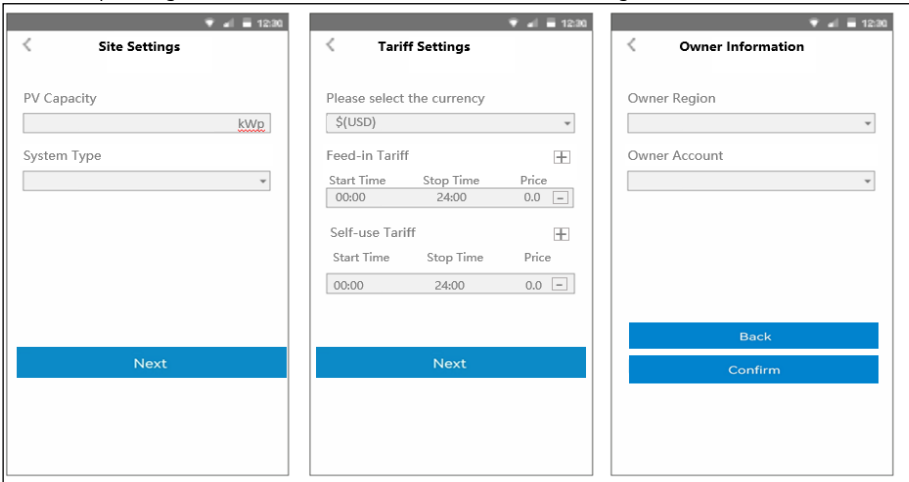 12:30
Site Settings
PV Capacity
kWp
System Type
Next
12:30
Tariff Settings
Please select the currency
$(USD)
Feed-in Tariff
Start Time Stop Time Price
00:00 24:00 0.0
Self-use Tariff
Start Time Stop Time Price
00:00 24:00 0.0
Next
12:30
Owner Information
Owner Region
Owner Account
Back
Confirm